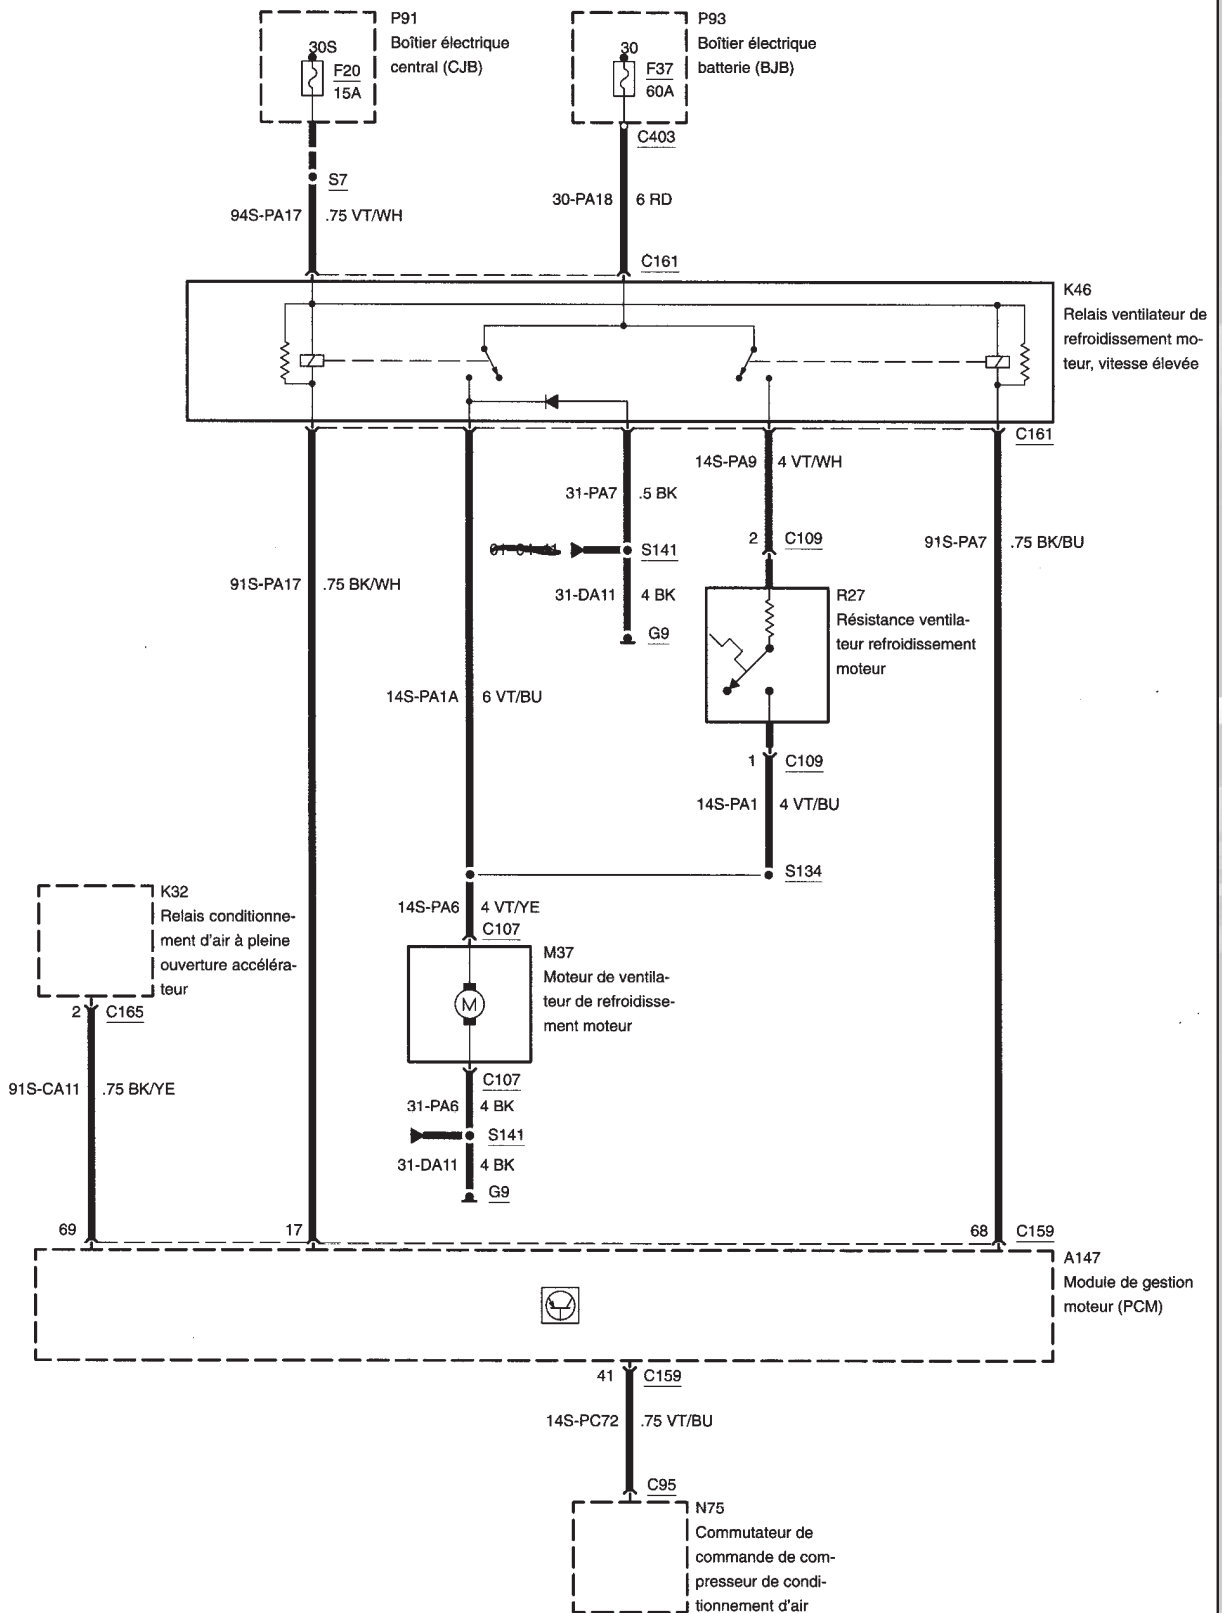 P91
Boîtier électrique
central (CJB)
30S
F20
15A
P93
Boîtier électrique
batterie (BJB)
30
F37
60A
C403
S7
94S-PA17 .75 VT/WH
30-PA18 6 RD
C161
K46
Relais ventilateur de
refroidissement mo-
teur, vitesse élevée
C161
14S-PA9 4 VT/WH
31-PA7 .5 BK
2 C109
S141
91S-PA7 .75 BK/BU
91S-PA17 .75 BK/WH
31-DA11 4 BK
G9
R27
Résistance ventila-
teur refroidissement
moteur
14S-PA1A 6 VT/BU
1 C109
14S-PA1 4 VT/BU
S134
K32
Relais conditionne-
ment d'air à pleine
ouverture accéléra-
teur
14S-PA6 4 VT/YE
C107
M37
Moteur de ventila-
teur de refroidisse-
ment moteur
M
2 C165
C107
91S-CA11 .75 BK/YE
31-PA6 4 BK
S141
31-DA11 4 BK
G9
69 17 68 C159
A147
Module de gestion
moteur (PCM)
41 C159
14S-PC72 .75 VT/BU
C95
N75
Commutateur de
commande de com-
presseur de condi-
tionnement d'air